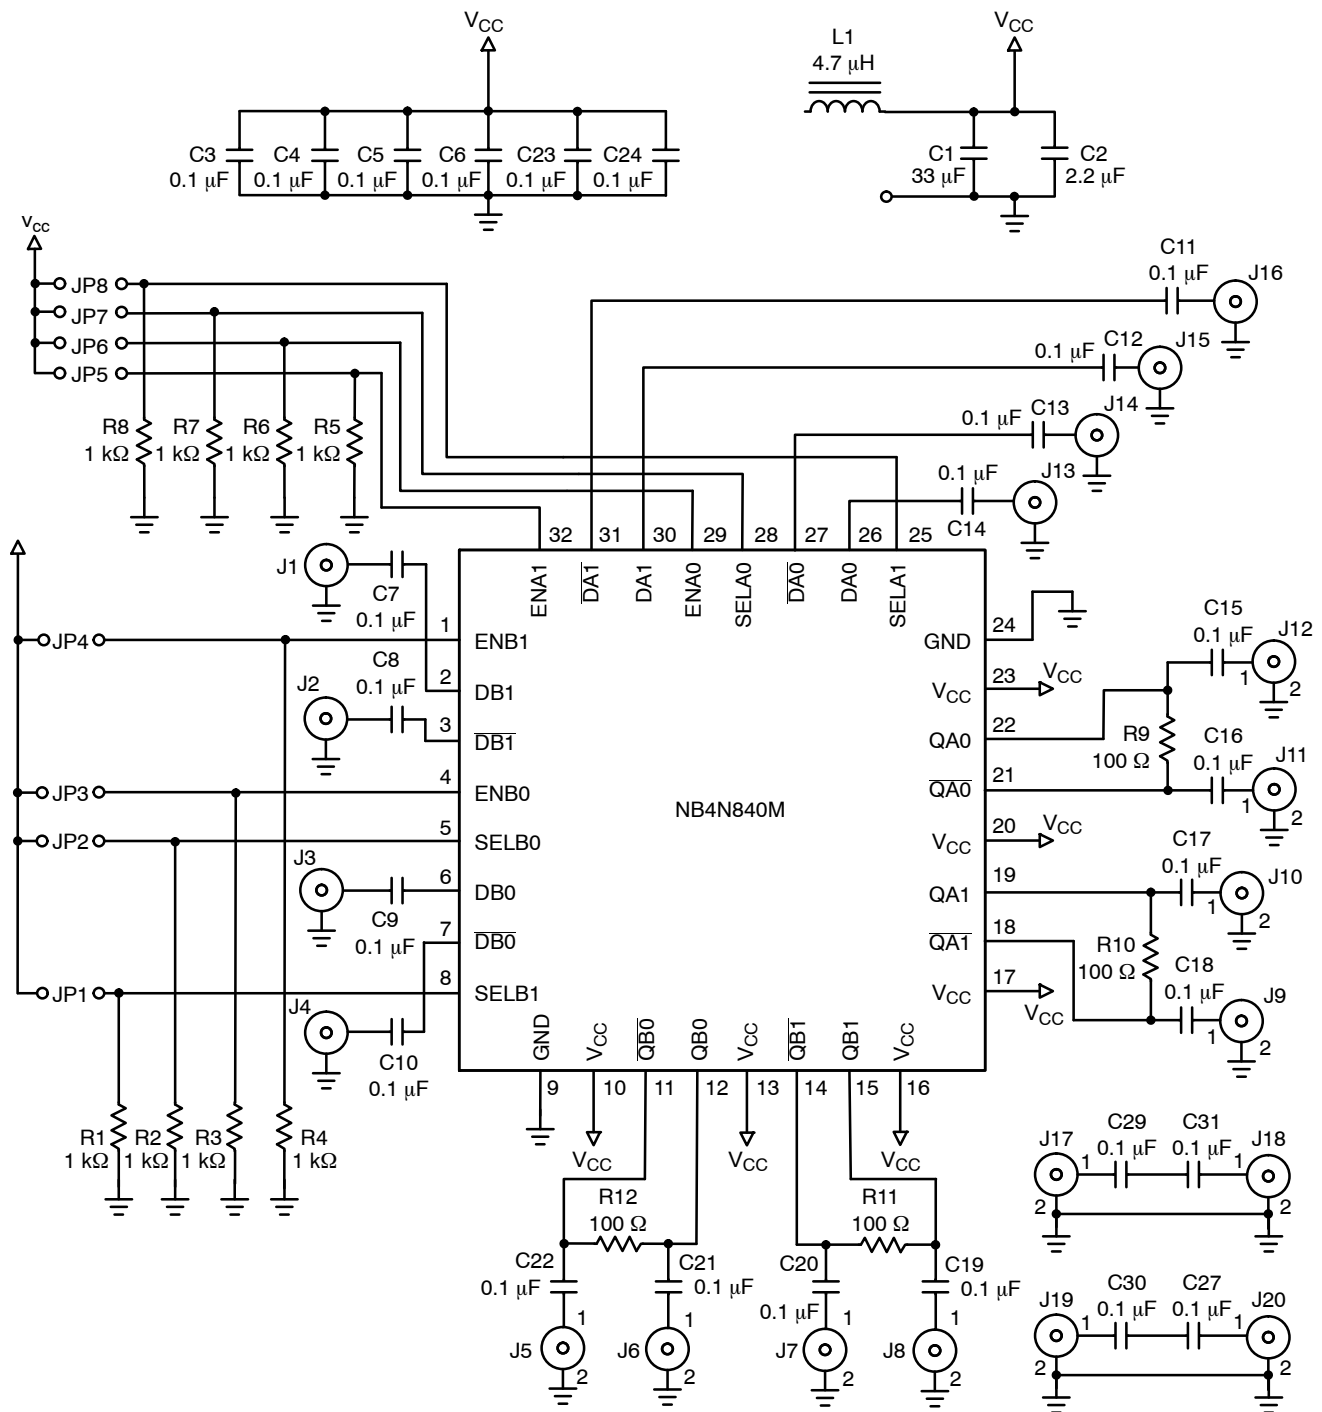 VCC
VCC
L1
4.7 μH
C3
0.1 μF
C4
0.1 μF
C5
0.1 μF
C6
0.1 μF
C23
0.1 μF
C24
0.1 μF
C1
33 μF
C2
2.2 μF
VCC
JP8
JP7
JP6
JP5
R8
1 kΩ
R7
1 kΩ
R6
1 kΩ
R5
1 kΩ
C11
0.1 μF
J16
C12
0.1 μF
J15
C13
0.1 μF
J14
0.1 μF
C14
J13
32
31
30
29
28
27
26
25
ENA1
DA1
DA1
ENA0
SELA0
DA0
DA0
SELA1
J1
C7
0.1 μF
JP4
1
ENB1
J2
C8
0.1 μF
2
DB1
3
DB1
JP3
4
ENB0
JP2
5
SELB0
J3
C9
0.1 μF
6
DB0
7
DB0
JP1
8
SELB1
J4
C10
0.1 μF
NB4N840M
24
GND
23
VCC
VCC
22
QA0
21
QA0
20
VCC
VCC
19
QA1
18
QA1
17
VCC
VCC
C15
0.1 μF
J12
1
2
R9
100 Ω
C16
0.1 μF
J11
1
2
C17
0.1 μF
J10
1
2
R10
100 Ω
C18
0.1 μF
J9
1
2
GND
VCC
QB0
QB0
VCC
QB1
QB1
VCC
9
10
11
12
13
14
15
16
VCC
VCC
VCC
R1
1 kΩ
R2
1 kΩ
R3
1 kΩ
R4
1 kΩ
R12
100 Ω
R11
100 Ω
C22
0.1 μF
C21
0.1 μF
C20
0.1 μF
C19
0.1 μF
J5
1
2
J6
1
2
J7
1
2
J8
1
2
J17
1
2
C29
0.1 μF
C31
0.1 μF
J18
1
2
J19
1
2
C30
0.1 μF
C27
0.1 μF
J20
1
2